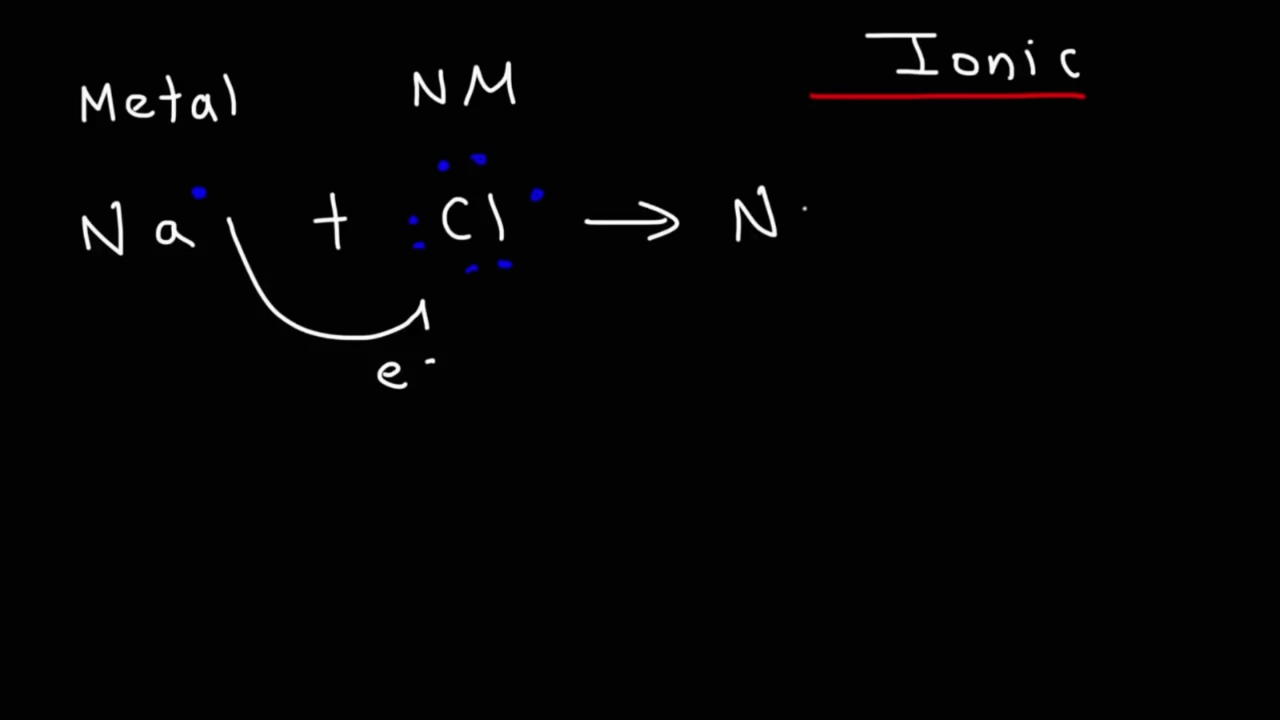 Ionic
Metal NM
Na + Cl → N
e-